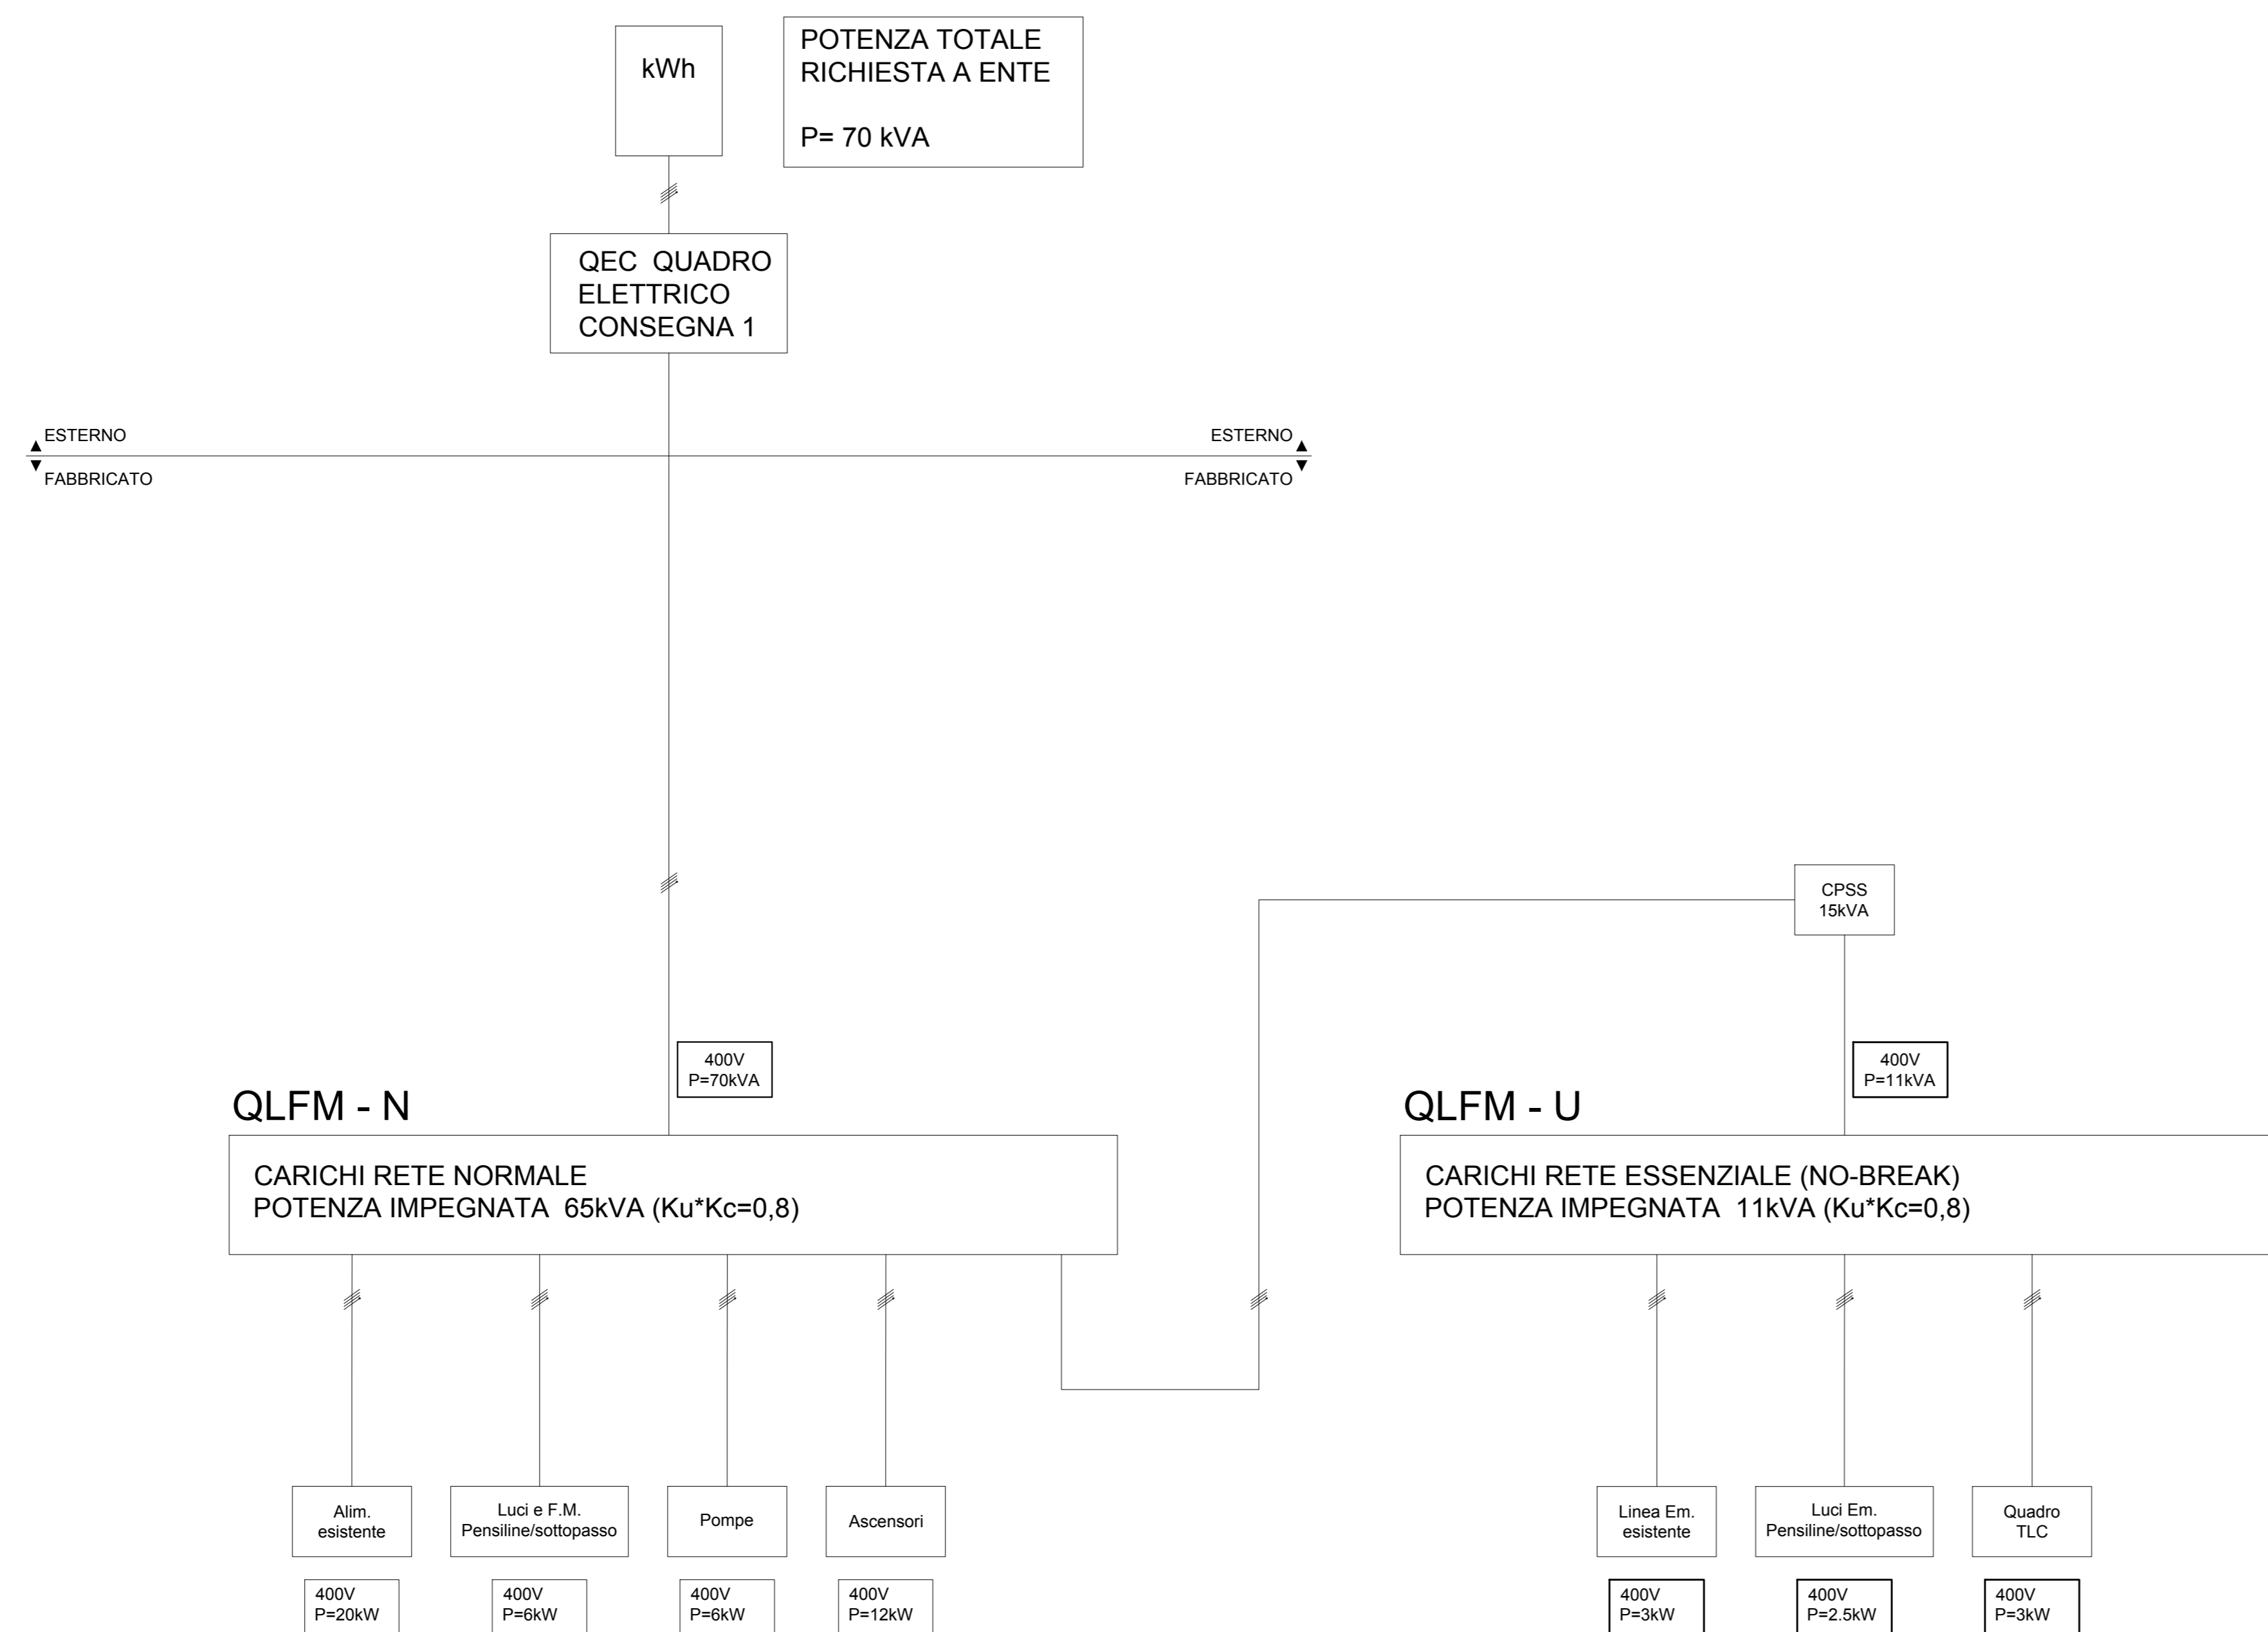 kWh
POTENZA TOTALE
RICHIESTA A ENTE
P= 70 kVA
QEC QUADRO
ELETTRICO
CONSEGNA 1
ESTERNO
ESTERNO
FABBRICATO
FABBRICATO
CPSS
15kVA
400V
P=70kVA
400V
P=11kVA
QLFM - N
QLFM - U
CARICHI RETE NORMALE
POTENZA IMPEGNATA 65kVA (Ku*Kc=0,8)
CARICHI RETE ESSENZIALE (NO-BREAK)
POTENZA IMPEGNATA 11kVA (Ku*Kc=0,8)
Alim.
esistente
Luci e F.M.
Pensiline/sottopasso
Pompe
Ascensori
Linea Em.
esistente
Luci Em.
Pensiline/sottopasso
Quadro
TLC
400V
P=20kW
400V
P=6kW
400V
P=6kW
400V
P=12kW
400V
P=3kW
400V
P=2.5kW
400V
P=3kW